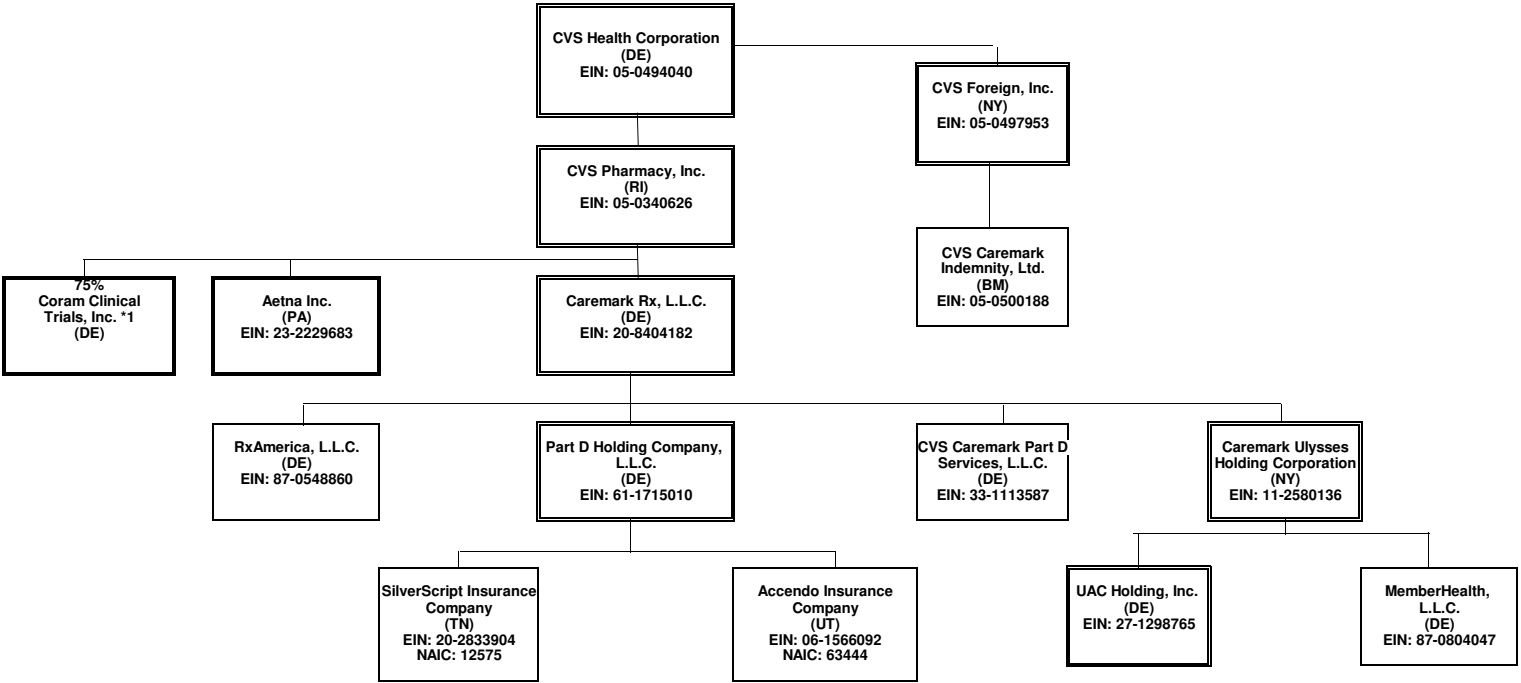 CVS Health Corporation
(DE)
EIN: 05-0494040
CVS Foreign, Inc.
(NY)
EIN: 05-0497953
CVS Pharmacy, Inc.
(RI)
EIN: 05-0340626
CVS Caremark
Indemnity, Ltd.
(BM)
EIN: 05-0500188
75%
Coram Clinical
Trials, Inc. *1
(DE)
Aetna Inc.
(PA)
EIN: 23-2229683
Caremark Rx, L.L.C.
(DE)
EIN: 20-8404182
RxAmerica, L.L.C.
(DE)
EIN: 87-0548860
Part D Holding Company,
L.L.C.
(DE)
EIN: 61-1715010
CVS Caremark Part D
Services, L.L.C.
(DE)
EIN: 33-1113587
Caremark Ulysses
Holding Corporation
(NY)
EIN: 11-2580136
SilverScript Insurance
Company
(TN)
EIN: 20-2833904
NAIC: 12575
Accendo Insurance
Company
(UT)
EIN: 06-1566092
NAIC: 63444
UAC Holding, Inc.
(DE)
EIN: 27-1298765
MemberHealth,
L.L.C.
(DE)
EIN: 87-0804047